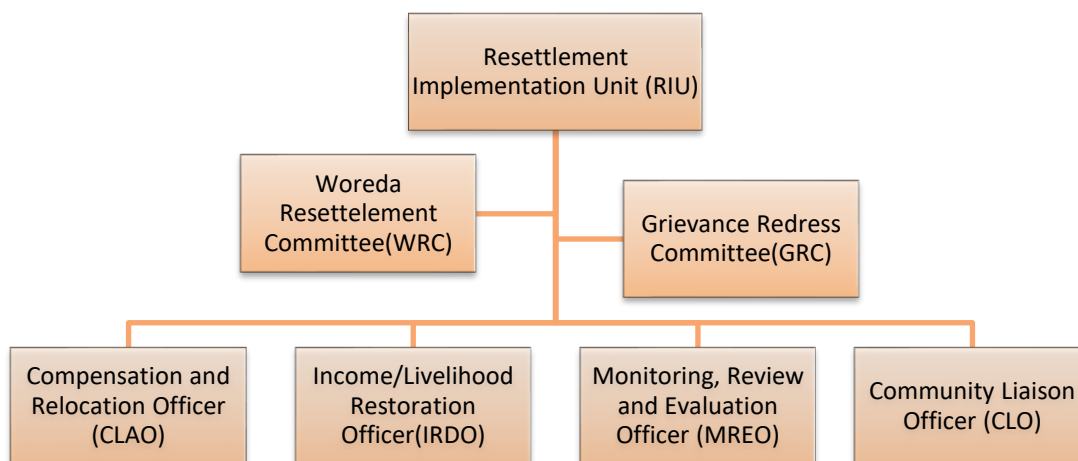 Resettlement
Implementation Unit (RIU)
Woreda
Resettelement
Committee(WRC)
Grievance Redress
Committee(GRC)
Compensation and
Relocation Officer
(CLAO)
Income/Livelihood
Restoration
Officer(IRDO)
Monitoring, Review
and Evaluation
Officer (MREO)
Community Liaison
Officer (CLO)